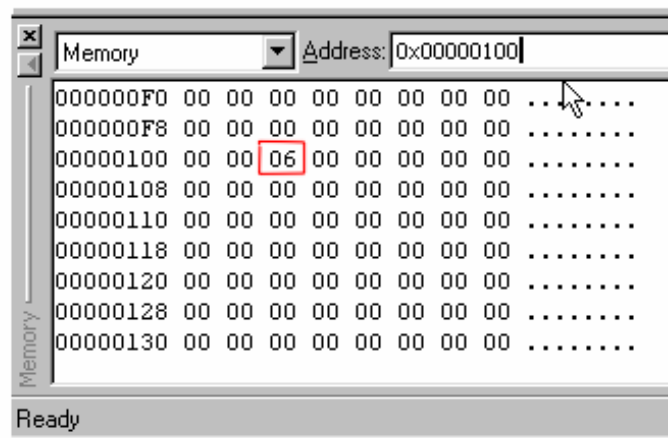 Memory Address: 0x00000100
000000F0 00 00 00 00 00 00 00 00 ........
000000F8 00 00 00 00 00 00 00 00 ........
00000100 00 00 06 00 00 00 00 00 ........
00000108 00 00 00 00 00 00 00 00 ........
00000110 00 00 00 00 00 00 00 00 ........
00000118 00 00 00 00 00 00 00 00 ........
00000120 00 00 00 00 00 00 00 00 ........
00000128 00 00 00 00 00 00 00 00 ........
00000130 00 00 00 00 00 00 00 00 ........
Memory
Ready